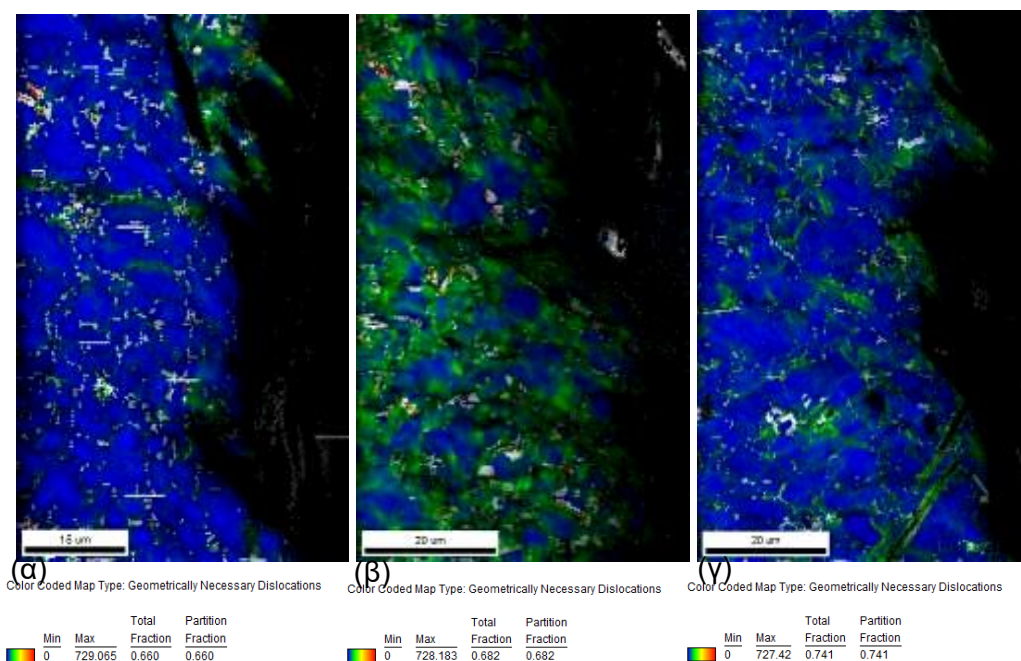 15 um
20 um
20 um
(α)
(β)
(γ)
Color Coded Map Type: Geometrically Necessary Dislocations
Color Coded Map Type: Geometrically Necessary Dislocations
Color Coded Map Type: Geometrically Necessary Dislocations
Total Partition
Min Max Fraction Fraction
0 729.065 0.660 0.660
Total Partition
Min Max Fraction Fraction
0 728.183 0.682 0.682
Total Partition
Min Max Fraction Fraction
0 727.42 0.741 0.741